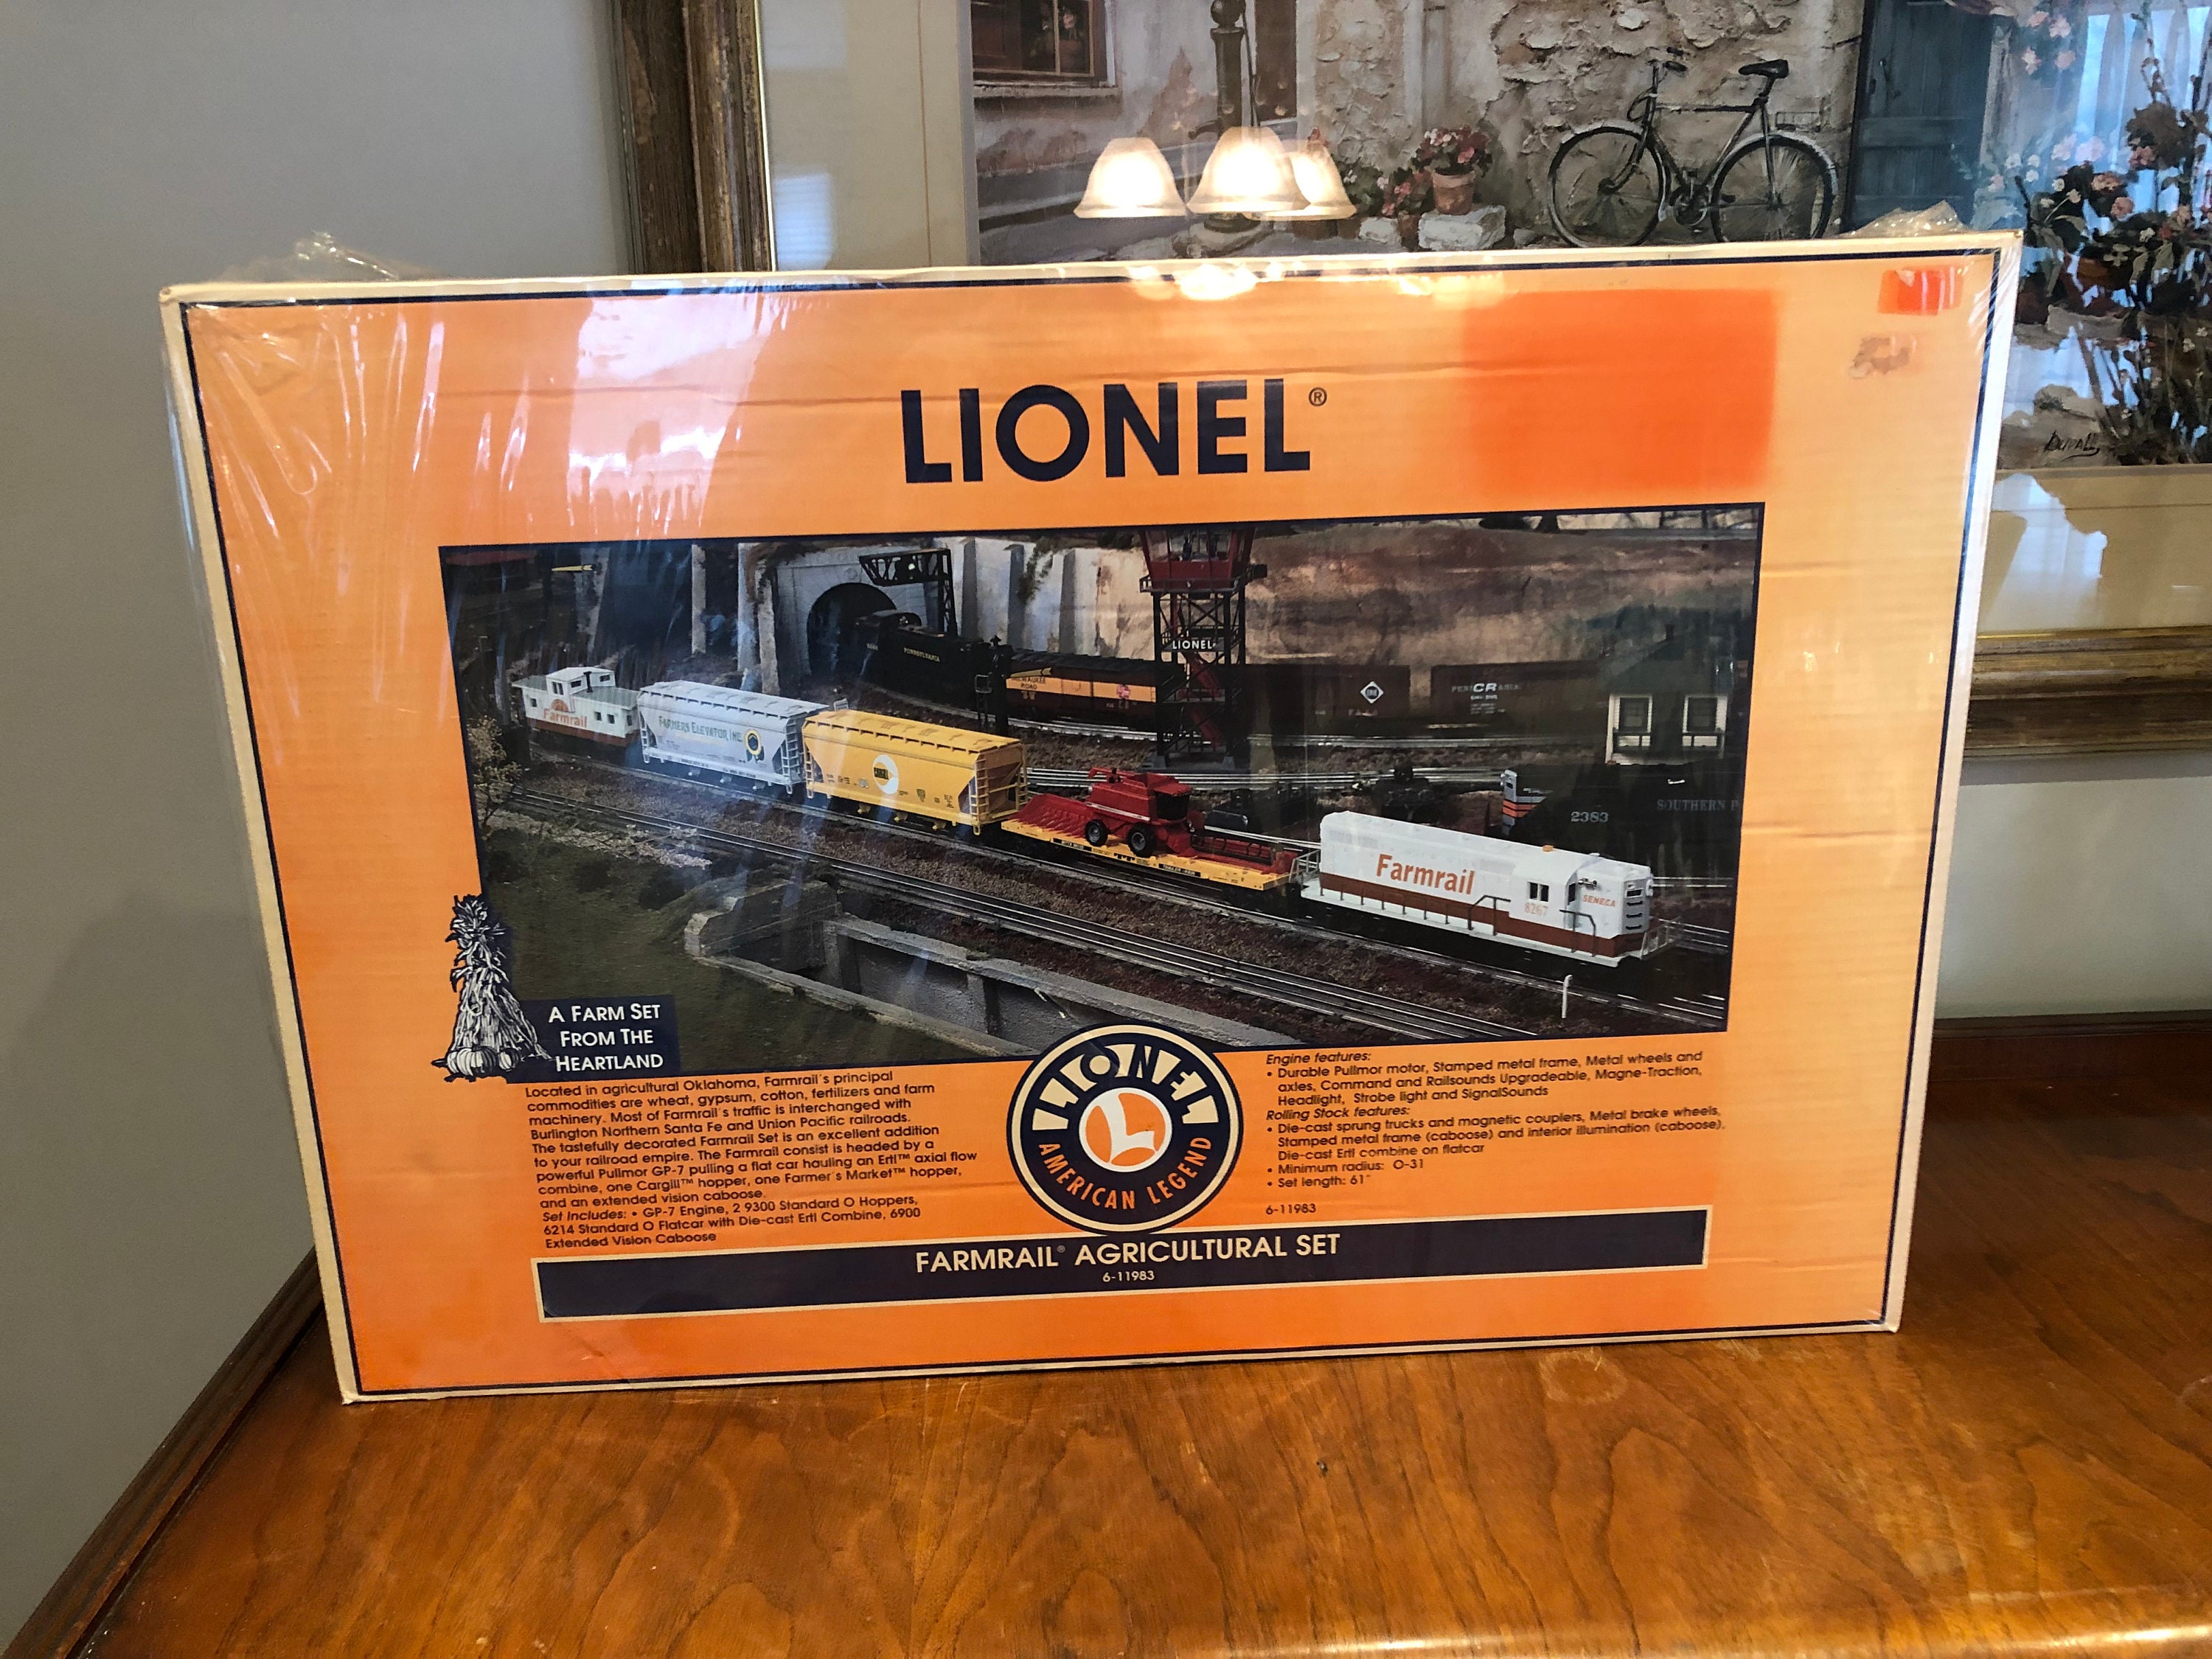 LIONEL®
LIONEL
PENNSYLVANIA
MILWAUKEE
ROAD
ERIE
CR
Farmrail
FARMERS ELEVATOR INC
CARGILL
2383
SOUTHERN P
Farmrail
8267
SENECA
A FARM SET
FROM THE
HEARTLAND
Located in agricultural Oklahoma, Farmrail's principal
commodities are wheat, gypsum, cotton, fertilizers and farm
machinery. Most of Farmrail's traffic is interchanged with
Burlington Northern Santa Fe and Union Pacific railroads.
The tastefully decorated Farmrail Set is an excellent addition
to your railroad empire. The Farmrail consist is headed by a
powerful Pullmor GP-7 pulling a flat car hauling an Ertl™ axial flow
combine, one Cargill™ hopper, one Farmer's Market™ hopper,
and an extended vision caboose.
Set Includes: • GP-7 Engine, 2 9300 Standard O Hoppers,
6214 Standard O Flatcar with Die-cast Ertl Combine, 6900
Extended Vision Caboose
LIONEL
L
AMERICAN LEGEND
Engine features:
• Durable Pullmor motor, Stamped metal frame, Metal wheels and
axles, Command and Railsounds Upgradeable, Magne-Traction,
Headlight, Strobe light and SignalSounds
Rolling Stock features:
• Die-cast sprung trucks and magnetic couplers, Metal brake wheels,
Stamped metal frame (caboose) and interior illumination (caboose),
Die-cast Ertl combine on flatcar
• Minimum radius: O-31
• Set length: 61"
6-11983
FARMRAIL® AGRICULTURAL SET
6-11983